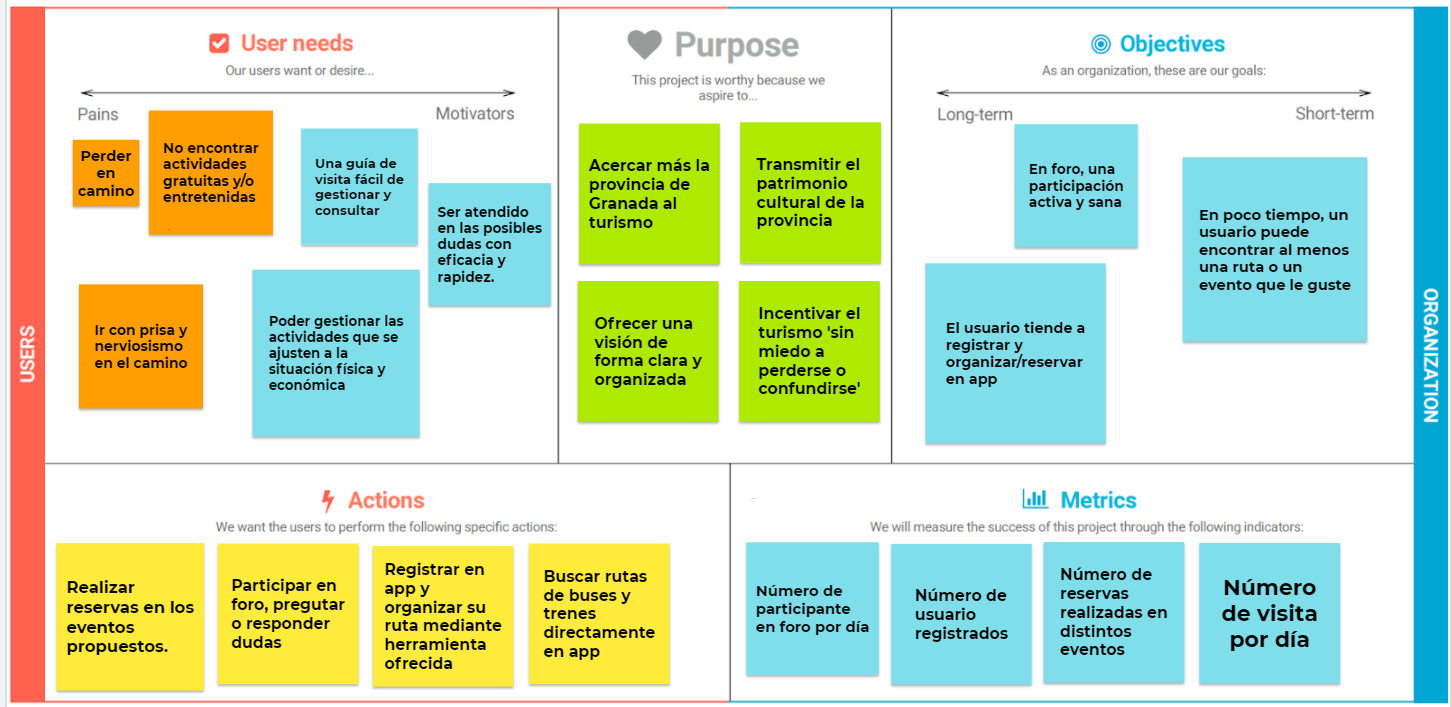 User needs
Our users want or desire...
Pains
Motivators
Perder
en
camino
No encontrar
actividades
gratuitas y/o
entretenidas
Una guía de
visita fácil de
gestionar y
consultar
Ser atendido
en las posibles
dudas con
eficacia y
rapidez.
Ir con prisa y
nerviosismo
en el camino
Poder gestionar las
actividades que se
ajusten a la
situación física y
económica
Purpose
This project is worthy because we
aspire to...
Acercar más la
provincia de
Granada al
turismo
Transmitir el
patrimonio
cultural de la
provincia
Ofrecer una
visión de
forma clara y
organizada
Incentivar el
turismo 'sin
miedo a
perderse o
confundirse'
Objectives
As an organization, these are our goals:
Long-term
Short-term
En foro, una
participación
activa y sana
En poco tiempo, un
usuario puede
encontrar al menos
una ruta o un
evento que le guste
El usuario tiende a
registrar y
organizar/reservar
en app
USERS
ORGANIZATION
Actions
We want the users to perform the following specific actions:
Realizar
reservas en los
eventos
propuestos.
Participar en
foro, pregutar
o responder
dudas
Registrar en
app y
organizar su
ruta mediante
herramienta
ofrecida
Buscar rutas
de buses y
trenes
directamente
en app
Metrics
We will measure the success of this project through the following indicators:
Número de
participante
en foro por día
Número de
usuario
registrados
Número de
reservas
realizadas en
distintos
eventos
Número
de visita
por día